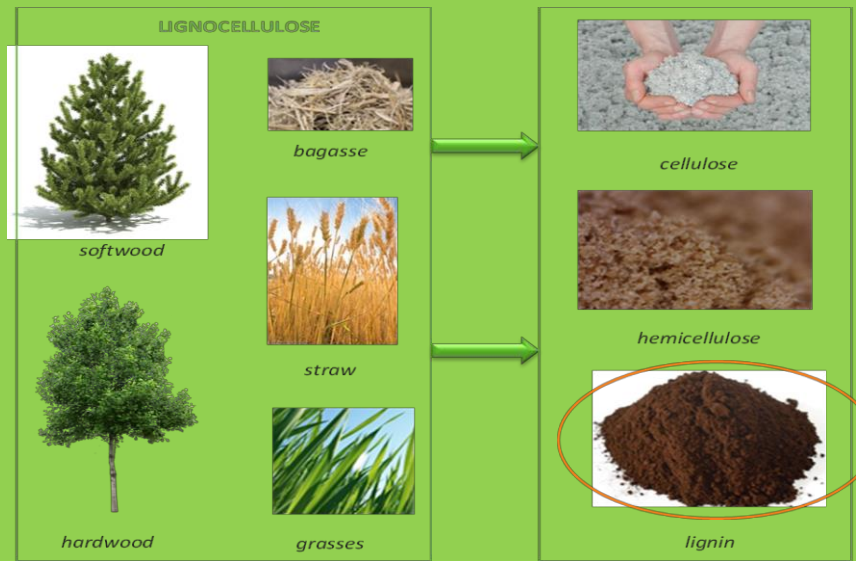 LIGNOCELLULOSE
softwood
bagasse
straw
hardwood
grasses
cellulose
hemicellulose
lignin